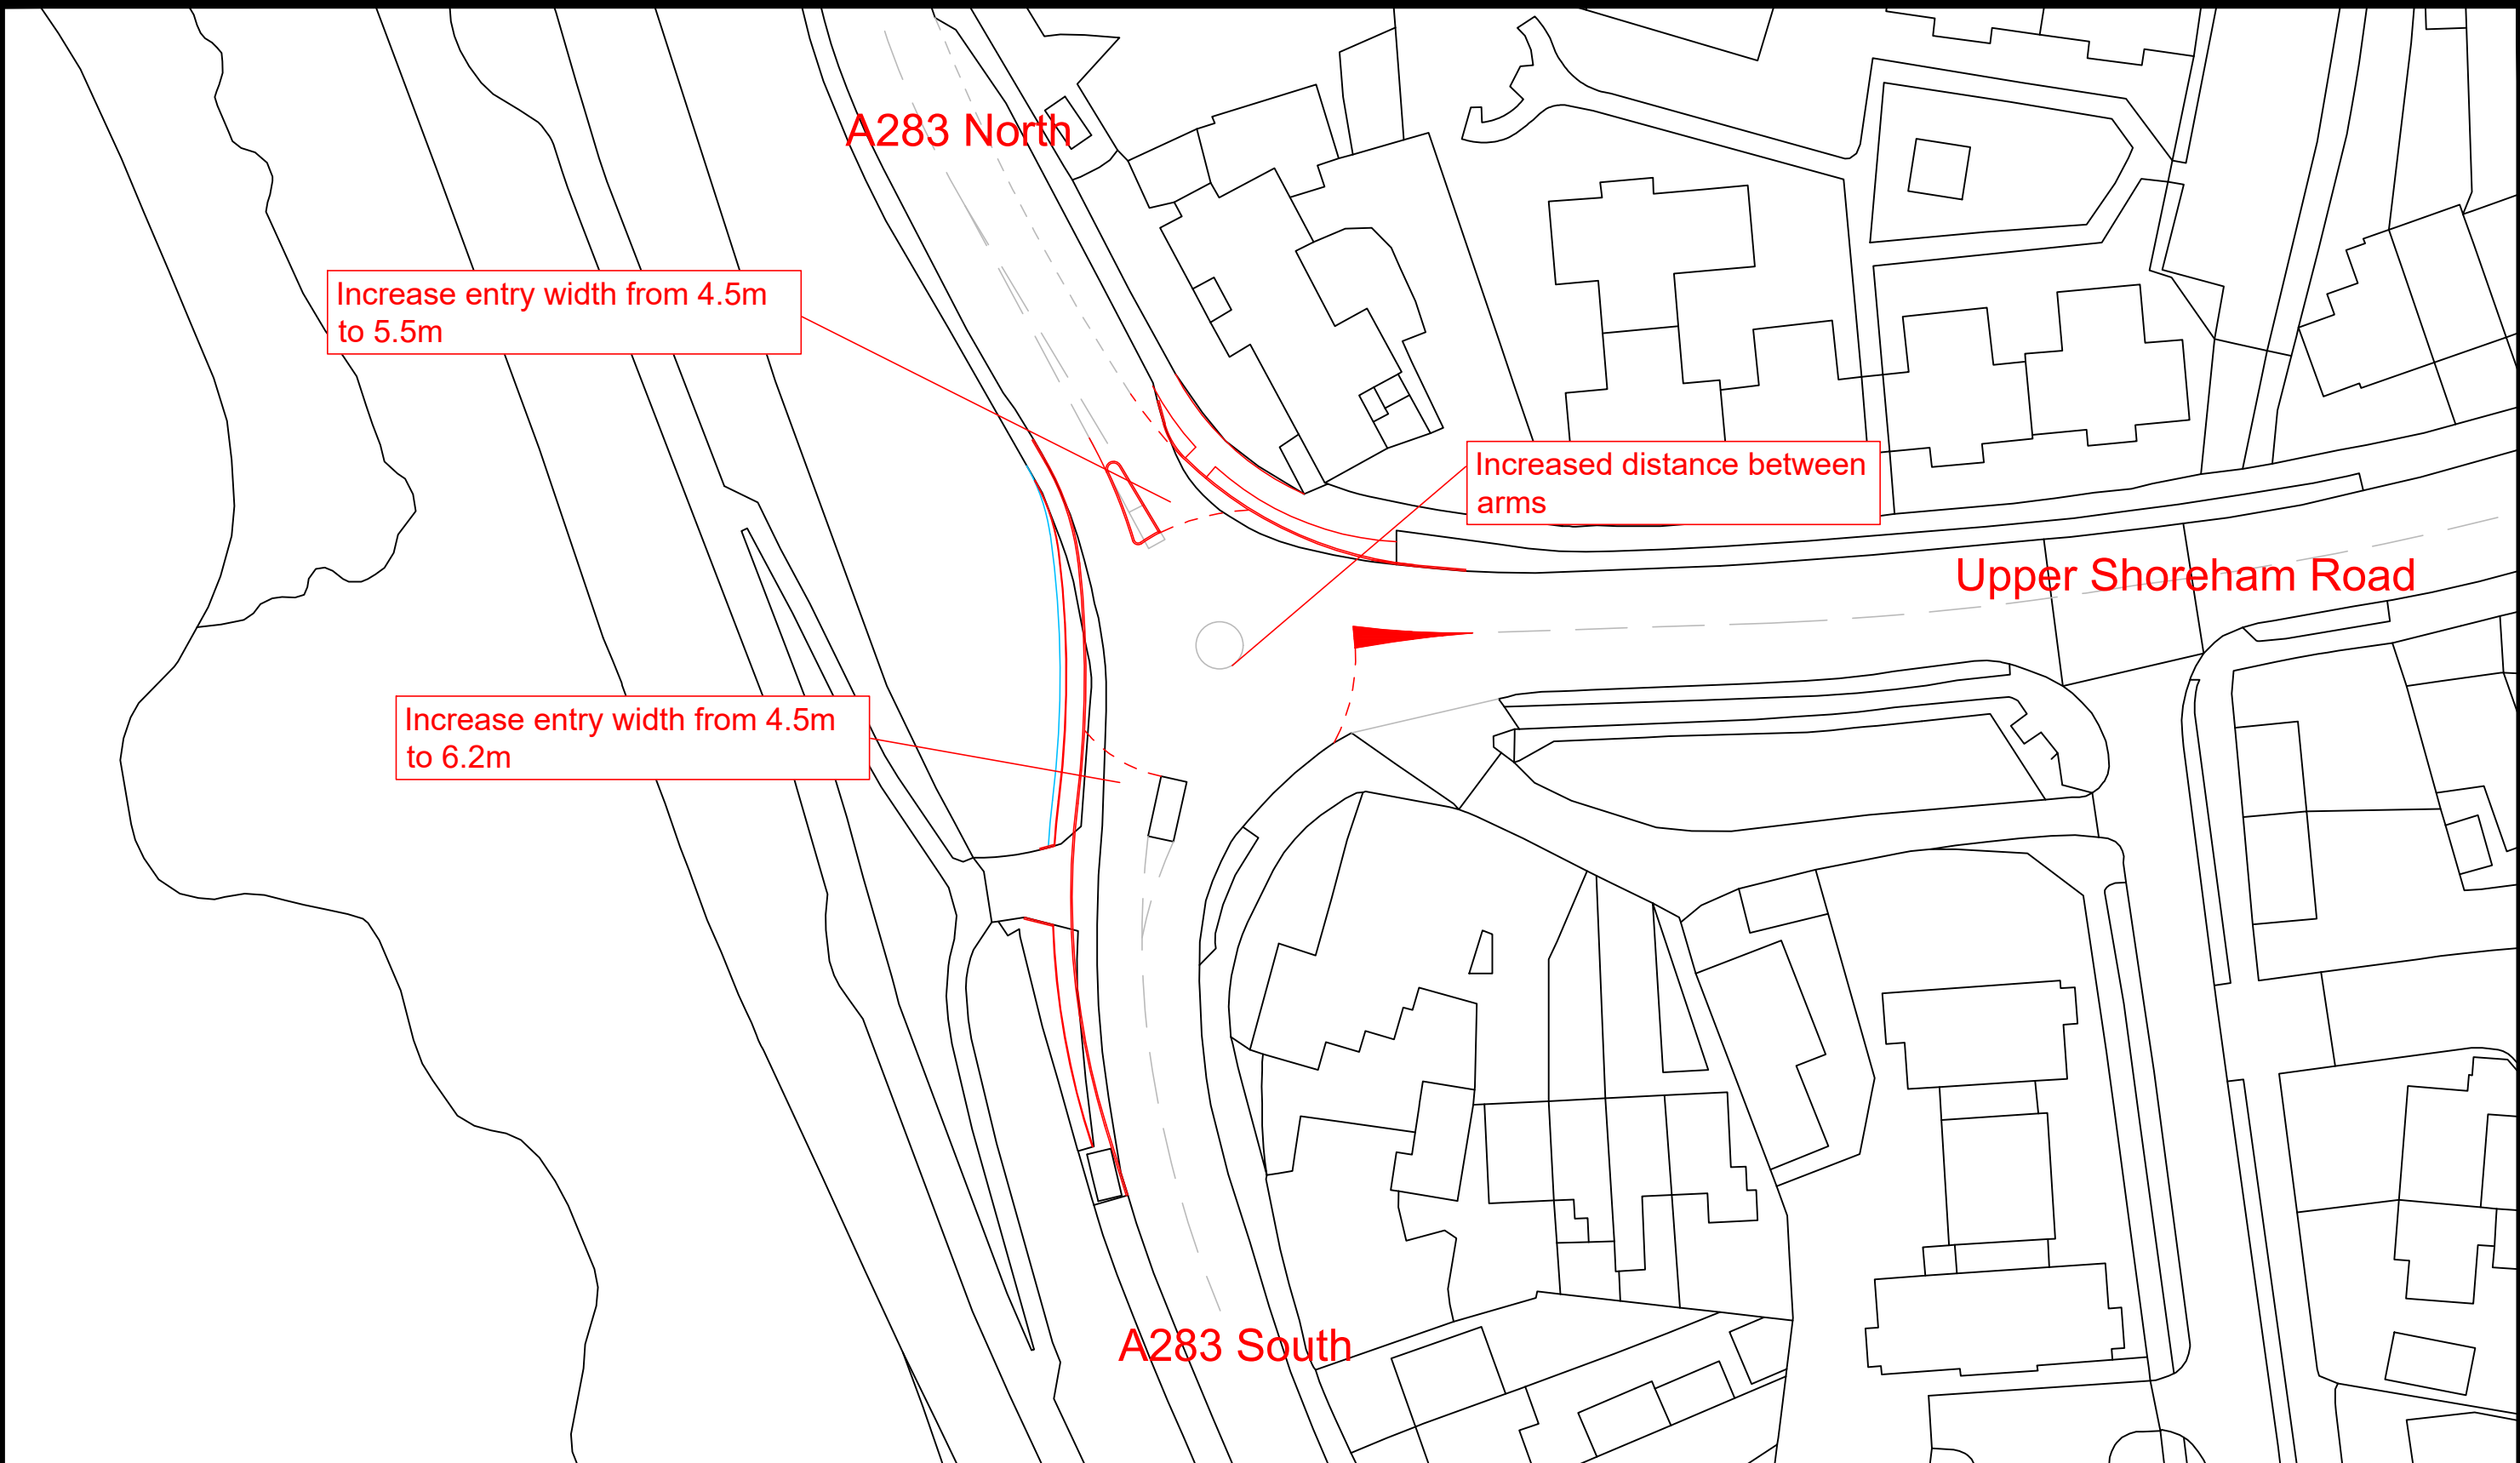 A283 North
Increase entry width from 4.5m
to 5.5m
Increased distance between
arms
Upper Shoreham Road
Increase entry width from 4.5m
to 6.2m
A283 South